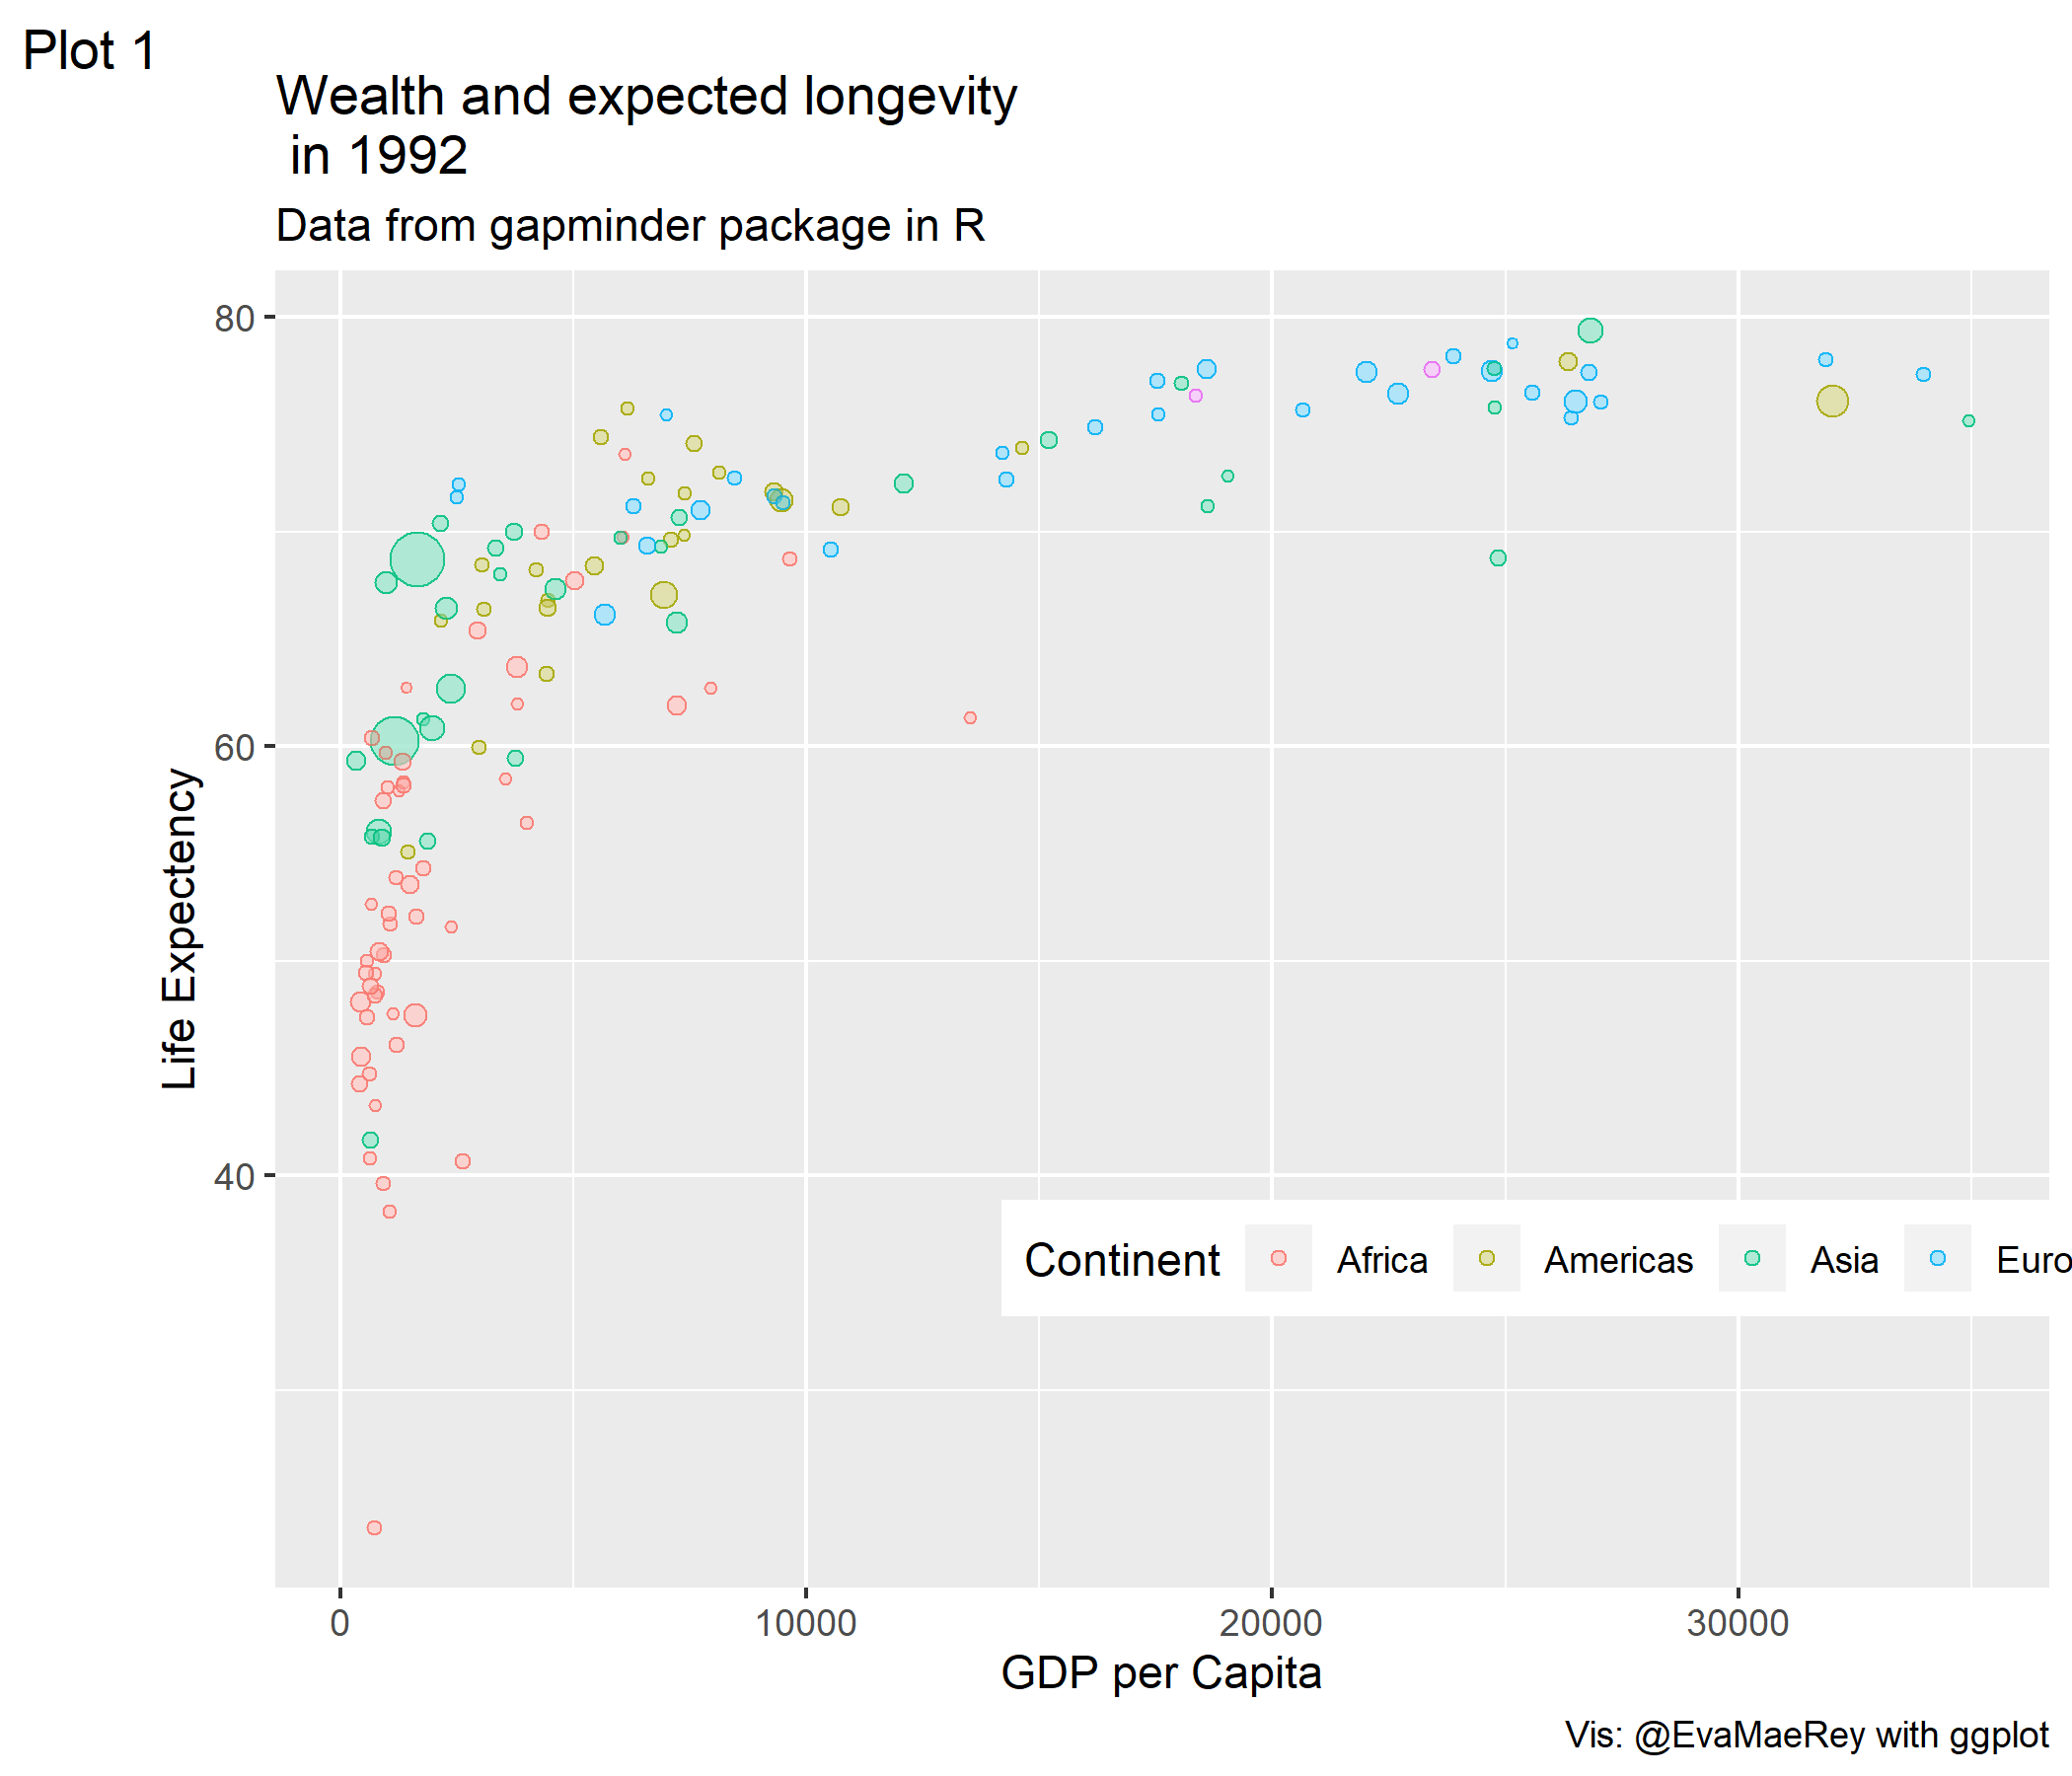 Plot 1
Wealth and expected longevity
in 1992
Data from gapminder package in R
80
60
40
Life Expectency
Continent Africa Americas Asia Euro
0 10000 20000 30000
GDP per Capita
Vis: @EvaMaeRey with ggplot